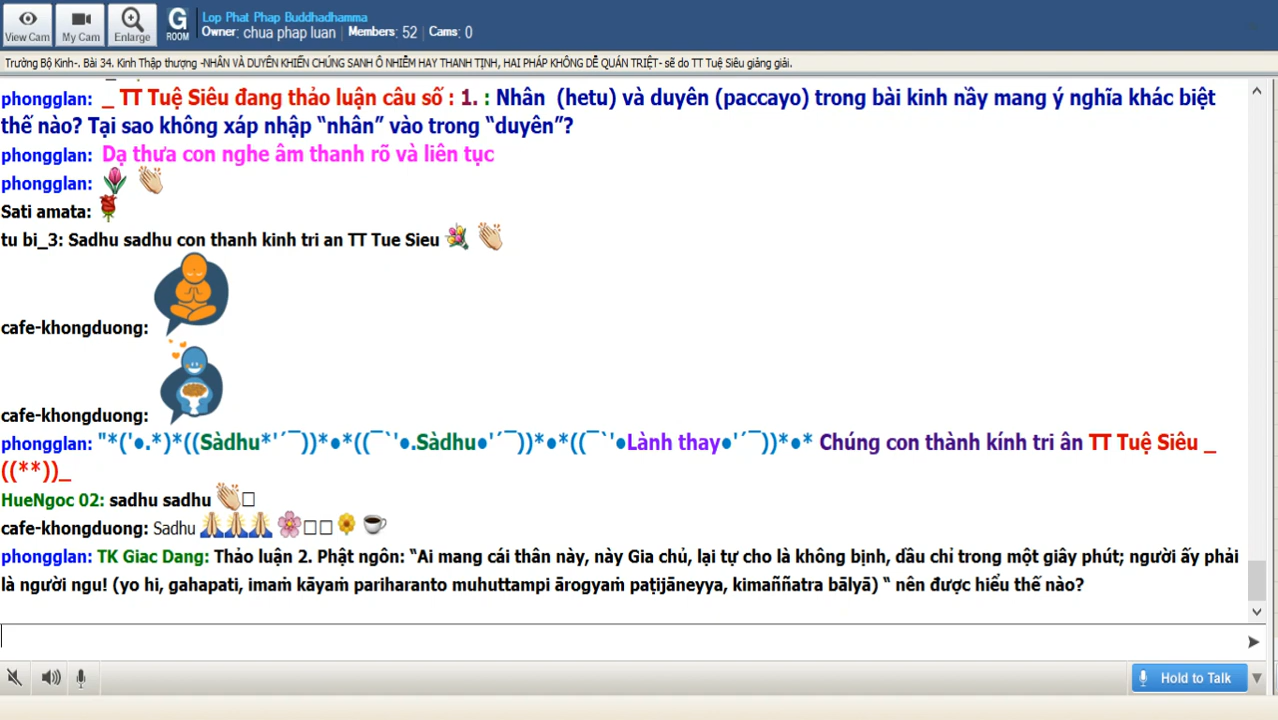 View Cam
My Cam
Enlarge
G
ROOM
Lop Phat Phap Buddhadhamma
Owner: chua phap luan | Members: 52 | Cams: 0
Trường Bộ Kinh-. Bài 34. Kinh Thập thượng -NHÂN VÀ DUYÊN KHIẾN CHÚNG SANH Ô NHIỄM HAY THANH TỊNH, HAI PHÁP KHÔNG DỄ QUÁN TRIỆT- sẽ do TT Tuệ Siêu giảng giải.
phongglan: _ TT Tuệ Siêu đang thảo luận câu số : 1. : Nhân (hetu) và duyên (paccayo) trong bài kinh nầy mang ý nghĩa khác biệt
thế nào? Tại sao không xáp nhập “nhân” vào trong “duyên”?
phongglan: Dạ thưa con nghe âm thanh rõ và liên tục
phongglan:
Sati amata:
tu bi_3: Sadhu sadhu con thanh kinh tri an TT Tue Sieu
cafe-khongduong:
cafe-khongduong:
phongglan: "*('●.*)*((Sàdhu*'´¯))*●*((¯`'●.Sàdhu●'´¯))*●*((¯`'●Lành thay●'´¯))*●* Chúng con thành kính tri ân TT Tuệ Siêu _
((**))_
HueNgoc 02: sadhu sadhu
cafe-khongduong: Sadhu
phongglan: TK Giac Dang: Thảo luận 2. Phật ngôn: “Ai mang cái thân này, này Gia chủ, lại tự cho là không bịnh, dầu chỉ trong một giây phút; người ấy phải
là người ngu! (yo hi, gahapati, imaṁ kāyaṁ pariharanto muhuttampi ārogyaṁ paṭijāneyya, kimaññatra bālyā) “ nên được hiểu thế nào?
Hold to Talk